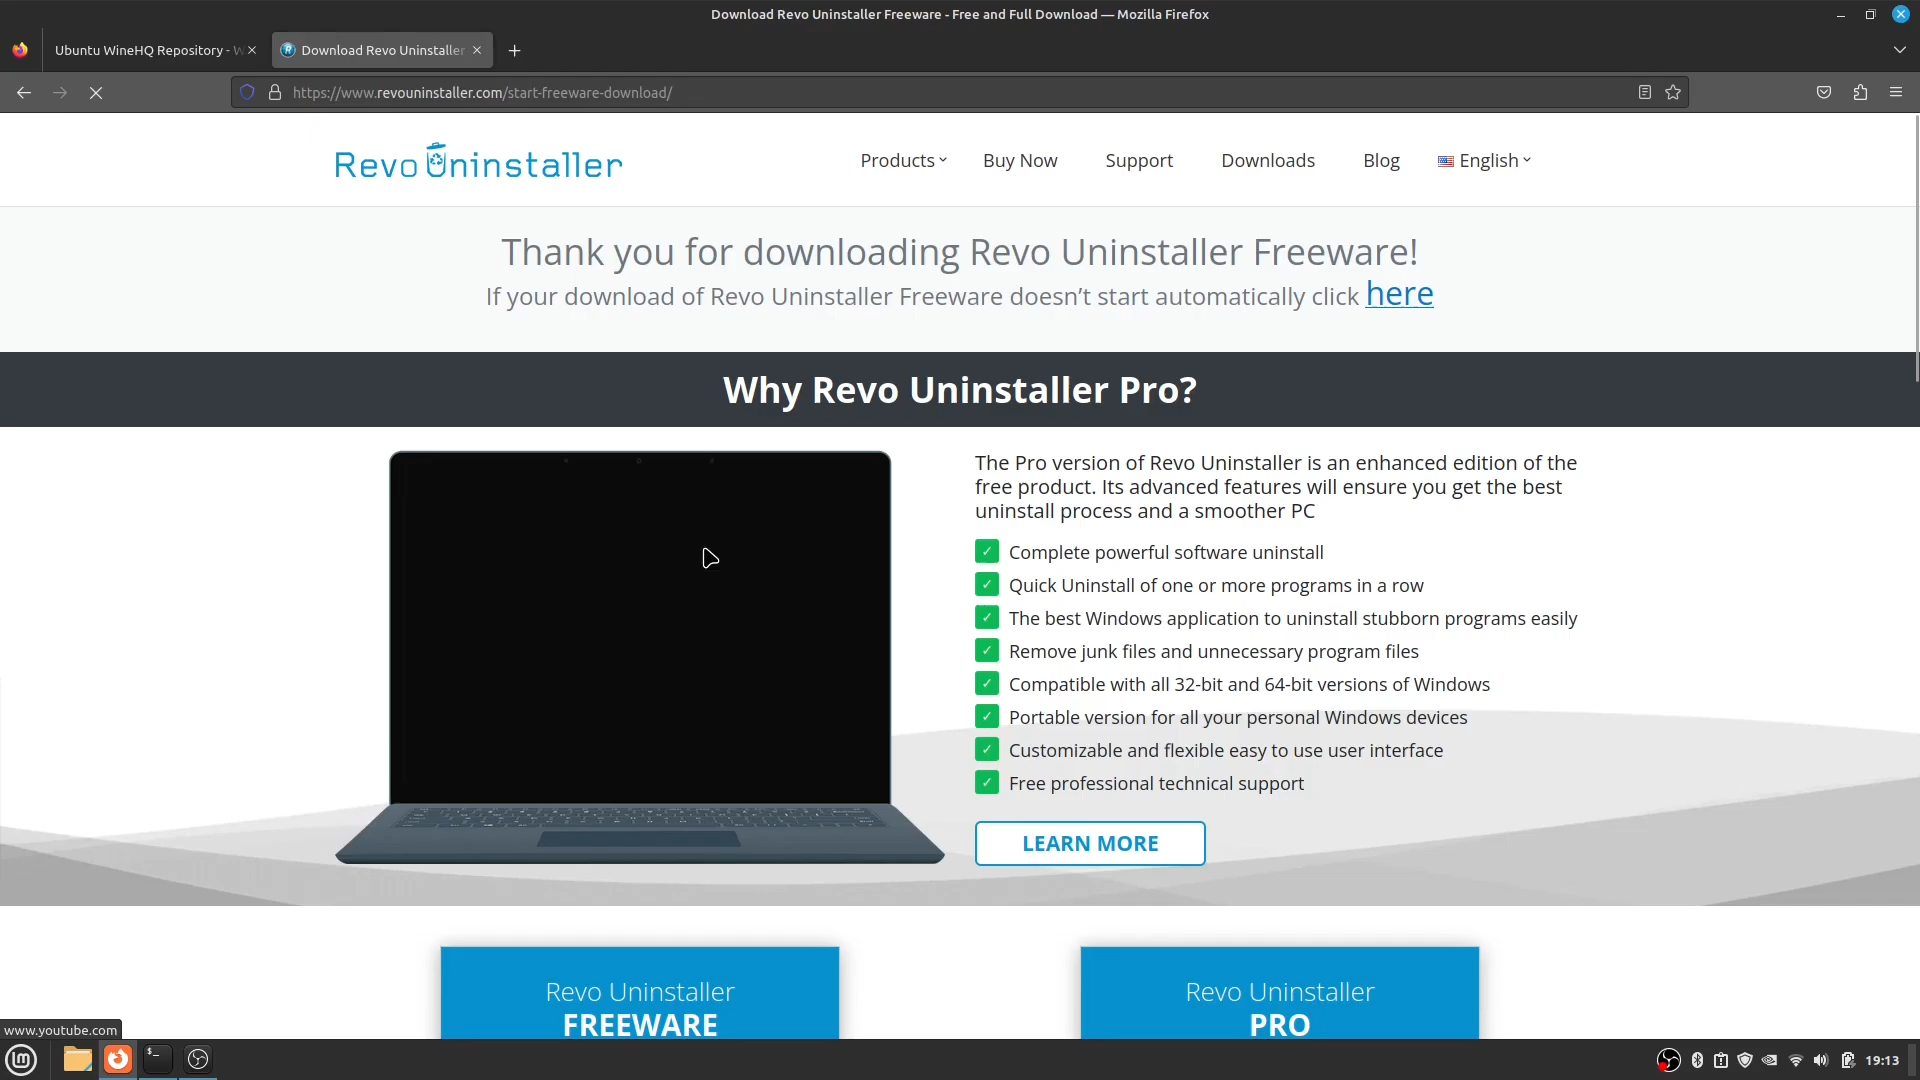 Download Revo Uninstaller Freeware - Free and Full Download — Mozilla Firefox
Ubuntu WineHQ Repository - W
Download Revo Uninstaller
https://www.revouninstaller.com/start-freeware-download/
Revo Uninstaller
Products
Buy Now
Support
Downloads
Blog
English
Thank you for downloading Revo Uninstaller Freeware!
If your download of Revo Uninstaller Freeware doesn’t start automatically click here
Why Revo Uninstaller Pro?
The Pro version of Revo Uninstaller is an enhanced edition of the
free product. Its advanced features will ensure you get the best
uninstall process and a smoother PC
Complete powerful software uninstall
Quick Uninstall of one or more programs in a row
The best Windows application to uninstall stubborn programs easily
Remove junk files and unnecessary program files
Compatible with all 32-bit and 64-bit versions of Windows
Portable version for all your personal Windows devices
Customizable and flexible easy to use user interface
Free professional technical support
LEARN MORE
Revo Uninstaller
FREEWARE
Revo Uninstaller
PRO
www.youtube.com
19:13